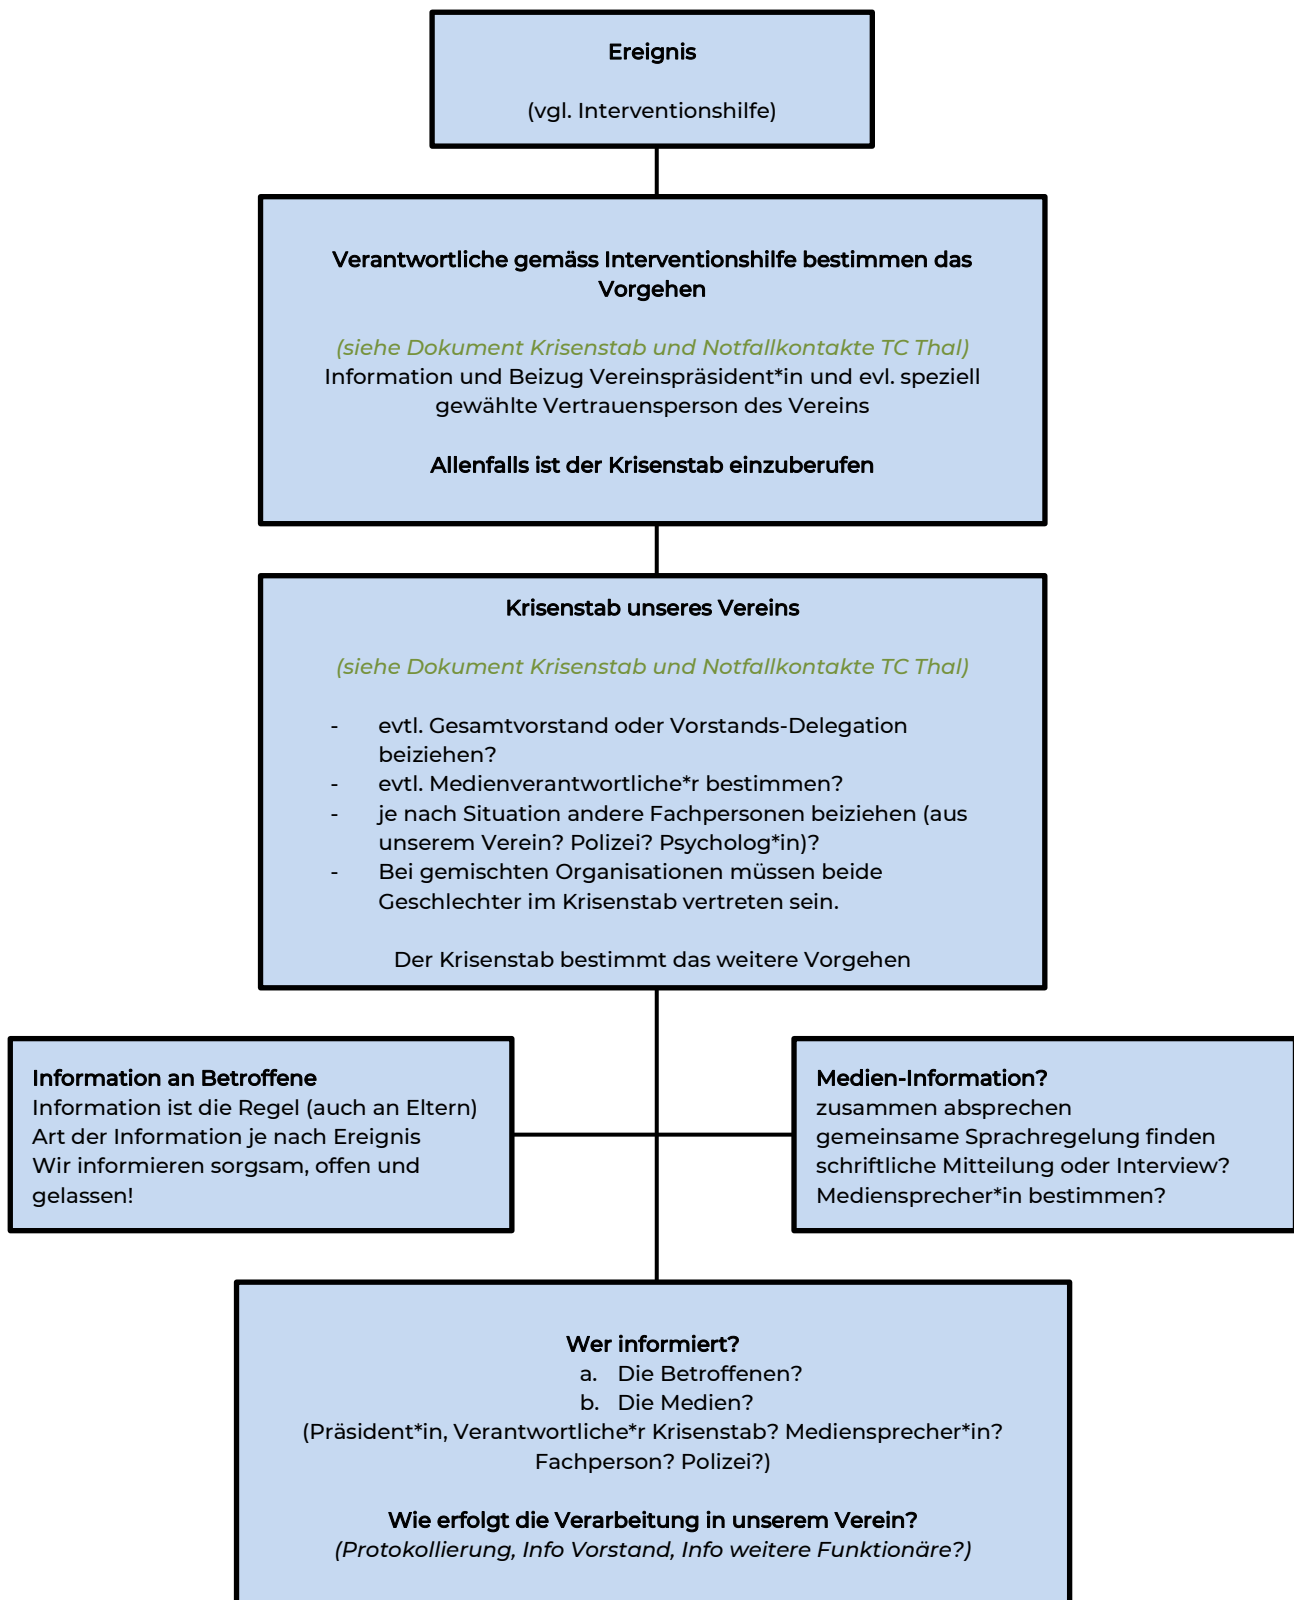 Ereignis
(vgl. Interventionshilfe)
Verantwortliche gemäss Interventionshilfe bestimmen das
Vorgehen
(siehe Dokument Krisenstab und Notfallkontakte TC Thal)
Information und Beizug Vereinspräsident*in und evl. speziell
gewählte Vertrauensperson des Vereins
Allenfalls ist der Krisenstab einzuberufen
Krisenstab unseres Vereins
(siehe Dokument Krisenstab und Notfallkontakte TC Thal)
- evtl. Gesamtvorstand oder Vorstands-Delegation
beiziehen?
- evtl. Medienverantwortliche*r bestimmen?
- je nach Situation andere Fachpersonen beiziehen (aus
unserem Verein? Polizei? Psycholog*in)?
- Bei gemischten Organisationen müssen beide
Geschlechter im Krisenstab vertreten sein.
Der Krisenstab bestimmt das weitere Vorgehen
Information an Betroffene
Information ist die Regel (auch an Eltern)
Art der Information je nach Ereignis
Wir informieren sorgsam, offen und
gelassen!
Medien-Information?
zusammen absprechen
gemeinsame Sprachregelung finden
schriftliche Mitteilung oder Interview?
Mediensprecher*in bestimmen?
Wer informiert?
a. Die Betroffenen?
b. Die Medien?
(Präsident*in, Verantwortliche*r Krisenstab? Mediensprecher*in?
Fachperson? Polizei?)
Wie erfolgt die Verarbeitung in unserem Verein?
(Protokollierung, Info Vorstand, Info weitere Funktionäre?)